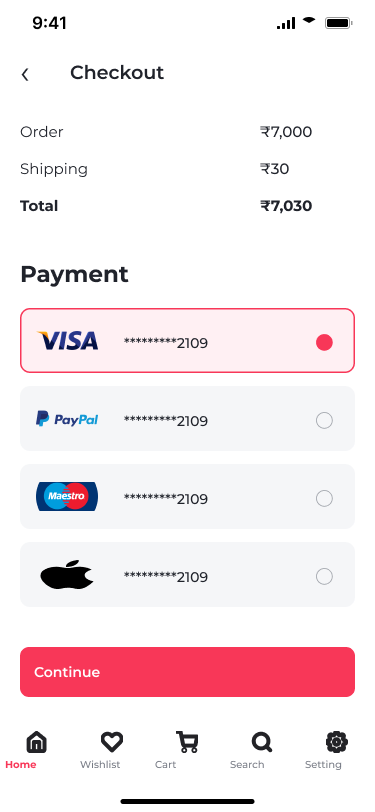 9:41
Checkout
Order ₹7,000
Shipping ₹30
Total ₹7,030
Payment
VISA *********2109
PayPal *********2109
Maestro *********2109
*********2109
Continue
Home Wishlist Cart Search Setting